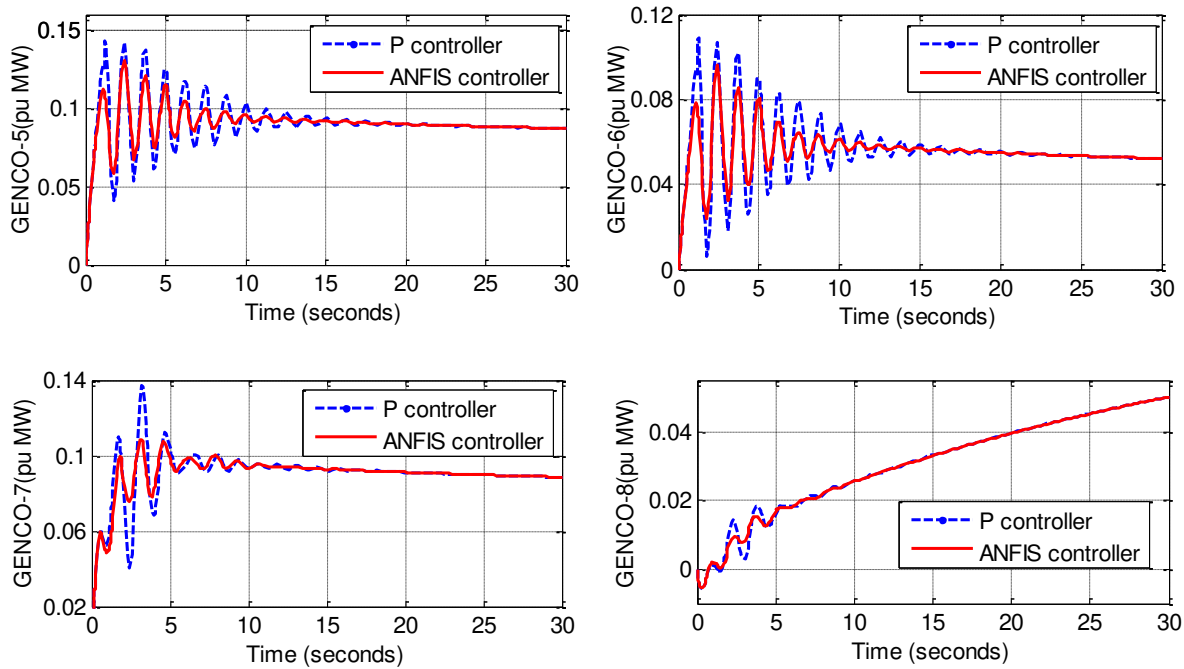 GENCO-5(pu MW)
0.15
0.1
0.05
0
P controller
ANFIS controller
0 5 10 15 20 25 30
Time (seconds)
GENCO-6(pu MW)
0.12
0.08
0.04
0
P controller
ANFIS controller
0 5 10 15 20 25 30
Time (seconds)
GENCO-7(pu MW)
0.14
0.1
0.06
0.02
P controller
ANFIS controller
0 5 10 15 20 25 30
Time (seconds)
GENCO-8(pu MW)
0.04
0.02
0
P controller
ANFIS controller
0 5 10 15 20 25 30
Time (seconds)